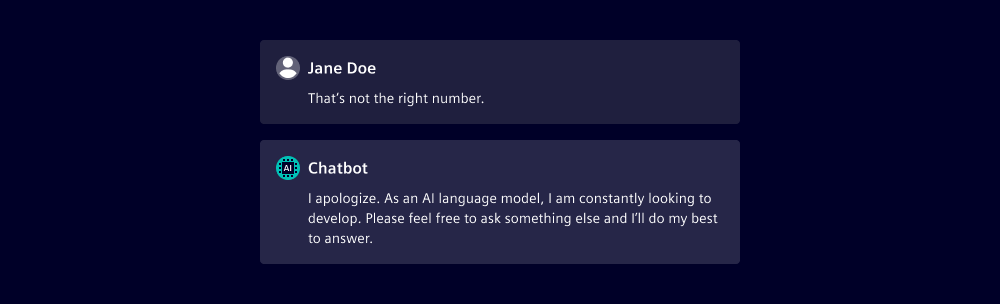 Jane Doe
That’s not the right number.
AI
Chatbot
I apologize. As an AI language model, I am constantly looking to
develop. Please feel free to ask something else and I’ll do my best
to answer.